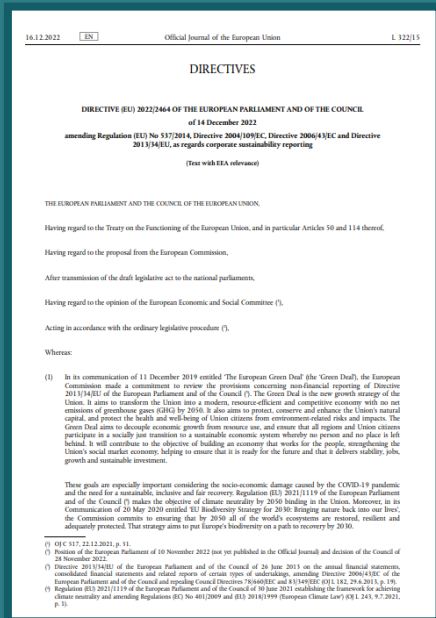 16.12.2022 EN Official Journal of the European Union L 322/15
DIRECTIVES
DIRECTIVE (EU) 2022/2464 OF THE EUROPEAN PARLIAMENT AND OF THE COUNCIL
of 14 December 2022
amending Regulation (EU) No 537/2014, Directive 2004/109/EC, Directive 2006/43/EC and Directive
2013/34/EU, as regards corporate sustainability reporting
(Text with EEA relevance)
THE EUROPEAN PARLIAMENT AND THE COUNCIL OF THE EUROPEAN UNION,
Having regard to the Treaty on the Functioning of the European Union, and in particular Articles 50 and 114 thereof,
Having regard to the proposal from the European Commission,
After transmission of the draft legislative act to the national parliaments,
Having regard to the opinion of the European Economic and Social Committee (¹),
Acting in accordance with the ordinary legislative procedure (²),
Whereas:
(1) In its communication of 11 December 2019 entitled ‘The European Green Deal’ (the ‘Green Deal’), the European
Commission made a commitment to review the provisions concerning non-financial reporting of Directive
2013/34/EU of the European Parliament and of the Council (³). The Green Deal is the new growth strategy of the
Union. It aims to transform the Union into a modern, resource-efficient and competitive economy with no net
emissions of greenhouse gases (GHG) by 2050. It also aims to protect, conserve and enhance the Union's natural
capital, and protect the health and well-being of Union citizens from environment-related risks and impacts. The
Green Deal aims to decouple economic growth from resource use, and ensure that all regions and Union citizens
participate in a socially just transition to a sustainable economic system whereby no person and no place is left
behind. It will contribute to the objective of building an economy that works for the people, strengthening the
Union's social market economy, helping to ensure that it is ready for the future and that it delivers stability, jobs,
growth and sustainable investment.
These goals are especially important considering the socio-economic damage caused by the COVID-19 pandemic
and the need for a sustainable, inclusive and fair recovery. Regulation (EU) 2021/1119 of the European Parliament
and of the Council (⁴) makes the objective of climate neutrality by 2050 binding in the Union. Moreover, in its
Communication of 20 May 2020 entitled ‘EU Biodiversity Strategy for 2030: Bringing nature back into our lives’,
the Commission commits to ensuring that by 2050 all of the world's ecosystems are restored, resilient and
adequately protected. That strategy aims to put Europe's biodiversity on a path to recovery by 2030.
(¹) OJ C 517, 22.12.2021, p. 51.
(²) Position of the European Parliament of 10 November 2022 (not yet published in the Official Journal) and decision of the Council of
28 November 2022.
(³) Directive 2013/34/EU of the European Parliament and of the Council of 26 June 2013 on the annual financial statements,
consolidated financial statements and related reports of certain types of undertakings, amending Directive 2006/43/EC of the
European Parliament and of the Council and repealing Council Directives 78/660/EEC and 83/349/EEC (OJ L 182, 29.6.2013, p. 19).
(⁴) Regulation (EU) 2021/1119 of the European Parliament and of the Council of 30 June 2021 establishing the framework for achieving
climate neutrality and amending Regulations (EC) No 401/2009 and (EU) 2018/1999 (European Climate Law) (OJ L 243, 9.7.2021,
p. 1).